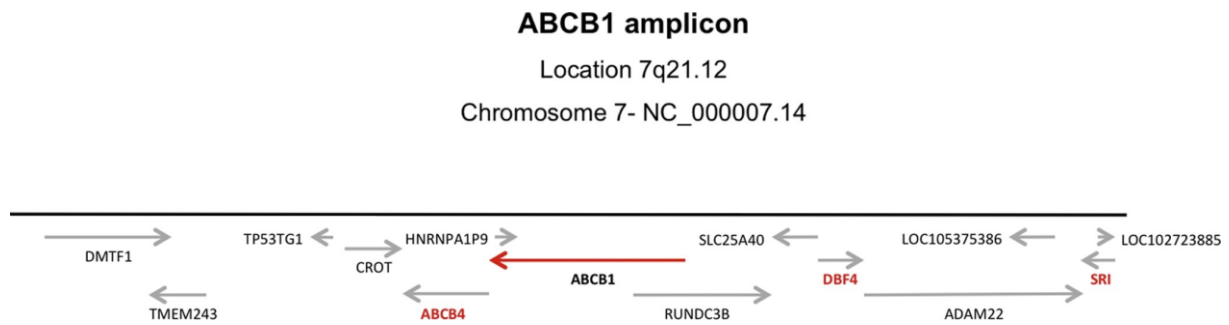 ABCB1 amplicon
Location 7q21.12
Chromosome 7- NC_000007.14
TP53TG1 HNRNPA1P9 SLC25A40 LOC105375386 LOC102723885
DMTF1 CROT ABCB1 DBF4 SRI
TMEM243 ABCB4 RUNDC3B ADAM22